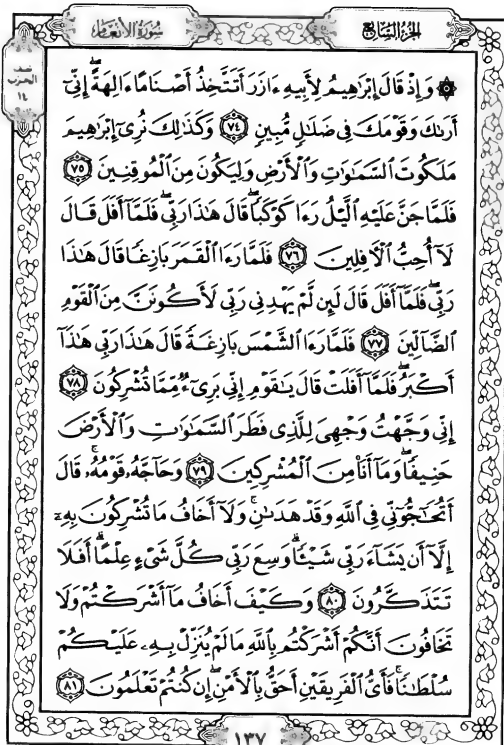 الجزء السابع
سورة الأنعام
نصف
الحزب
١٤
۞ وَإِذْ قَالَ إِبْرَٰهِيمُ لِأَبِيهِ ءَازَرَ أَتَتَّخِذُ أَصْنَامًا ءَالِهَةً ۖ إِنِّىٓ
أَرَىٰكَ وَقَوْمَكَ فِى ضَلَٰلٍ مُّبِينٍ ٧٤ وَكَذَٰلِكَ نُرِىٓ إِبْرَٰهِيمَ
مَلَكُوتَ ٱلسَّمَٰوَٰتِ وَٱلْأَرْضِ وَلِيَكُونَ مِنَ ٱلْمُوقِنِينَ ٧٥
فَلَمَّا جَنَّ عَلَيْهِ ٱلَّيْلُ رَءَا كَوْكَبًا ۖ قَالَ هَٰذَا رَبِّى ۖ فَلَمَّآ أَفَلَ قَالَ
لَآ أُحِبُّ ٱلْءَافِلِينَ ٧٦ فَلَمَّا رَءَا ٱلْقَمَرَ بَازِغًا قَالَ هَٰذَا
رَبِّى ۖ فَلَمَّآ أَفَلَ قَالَ لَئِن لَّمْ يَهْدِنِى رَبِّى لَأَكُونَنَّ مِنَ ٱلْقَوْمِ
ٱلضَّآلِّينَ ٧٧ فَلَمَّا رَءَا ٱلشَّمْسَ بَازِغَةً قَالَ هَٰذَا رَبِّى هَٰذَآ
أَكْبَرُ ۖ فَلَمَّآ أَفَلَتْ قَالَ يَٰقَوْمِ إِنِّى بَرِىٓءٌ مِّمَّا تُشْرِكُونَ ٧٨
إِنِّى وَجَّهْتُ وَجْهِىَ لِلَّذِى فَطَرَ ٱلسَّمَٰوَٰتِ وَٱلْأَرْضَ
حَنِيفًا ۖ وَمَآ أَنَا۠ مِنَ ٱلْمُشْرِكِينَ ٧٩ وَحَآجَّهُۥ قَوْمُهُۥ ۚ قَالَ
أَتُحَٰٓجُّوٓنِّى فِى ٱللَّهِ وَقَدْ هَدَىٰنِ ۚ وَلَآ أَخَافُ مَا تُشْرِكُونَ بِهِۦٓ
إِلَّآ أَن يَشَآءَ رَبِّى شَيْـًٔا ۗ وَسِعَ رَبِّى كُلَّ شَىْءٍ عِلْمًا ۗ أَفَلَا
تَتَذَكَّرُونَ ٨٠ وَكَيْفَ أَخَافُ مَآ أَشْرَكْتُمْ وَلَا
تَخَافُونَ أَنَّكُمْ أَشْرَكْتُم بِٱللَّهِ مَا لَمْ يُنَزِّلْ بِهِۦ عَلَيْكُمْ
سُلْطَٰنًا ۚ فَأَىُّ ٱلْفَرِيقَيْنِ أَحَقُّ بِٱلْأَمْنِ ۖ إِن كُنتُمْ تَعْلَمُونَ ٨١
١٣٧